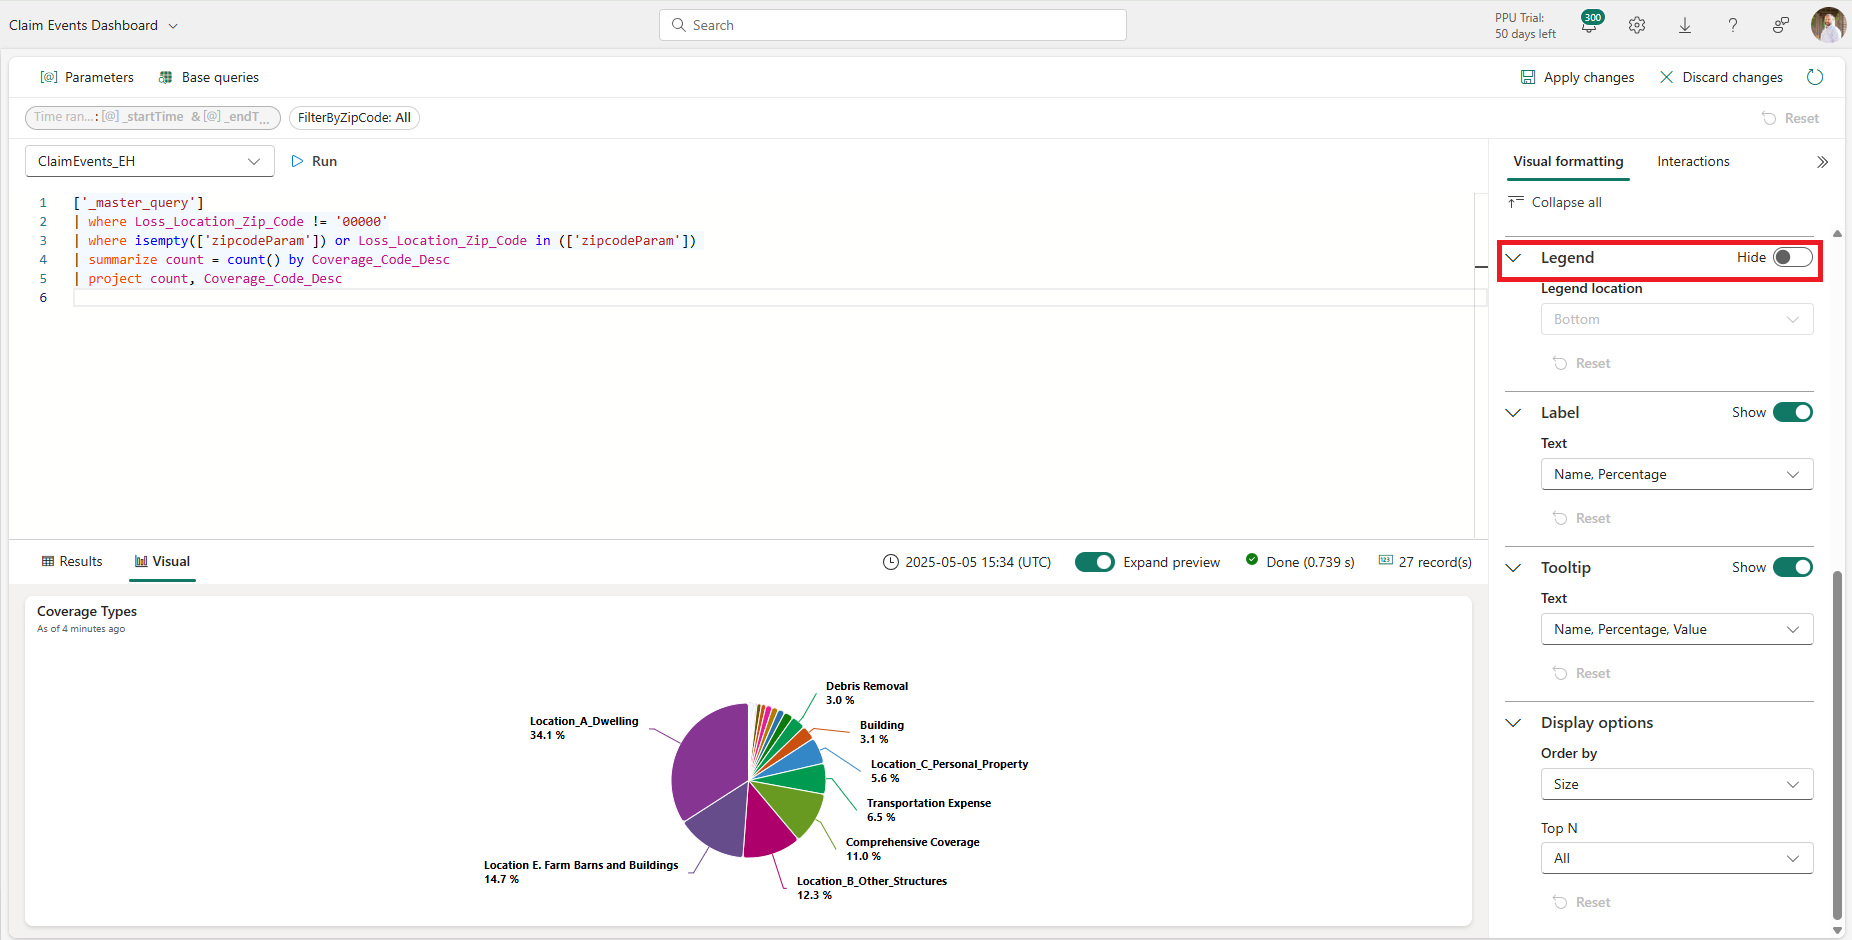 Claim Events Dashboard
Search
PPU Trial:
50 days left
300
Parameters
Base queries
Apply changes
Discard changes
Time ran... : [@] _startTime & [@] _endT...
FilterByZipCode: All
Reset
ClaimEvents_EH
Run
Visual formatting
Interactions
Collapse all
1 ['_master_query']
2 | where Loss_Location_Zip_Code != '00000'
3 | where isempty(['zipcodeParam']) or Loss_Location_Zip_Code in (['zipcodeParam'])
4 | summarize count = count() by Coverage_Code_Desc
5 | project count, Coverage_Code_Desc
6
Legend
Hide
Legend location
Bottom
Reset
Label
Show
Text
Name, Percentage
Reset
Tooltip
Show
Text
Name, Percentage, Value
Reset
Display options
Order by
Size
Top N
All
Reset
Results
Visual
2025-05-05 15:34 (UTC)
Expand preview
Done (0.739 s)
27 record(s)
Coverage Types
As of 4 minutes ago
Debris Removal
3.0 %
Location_A_Dwelling
34.1 %
Building
3.1 %
Location_C_Personal_Property
5.6 %
Transportation Expense
6.5 %
Comprehensive Coverage
11.0 %
Location E. Farm Barns and Buildings
14.7 %
Location_B_Other_Structures
12.3 %